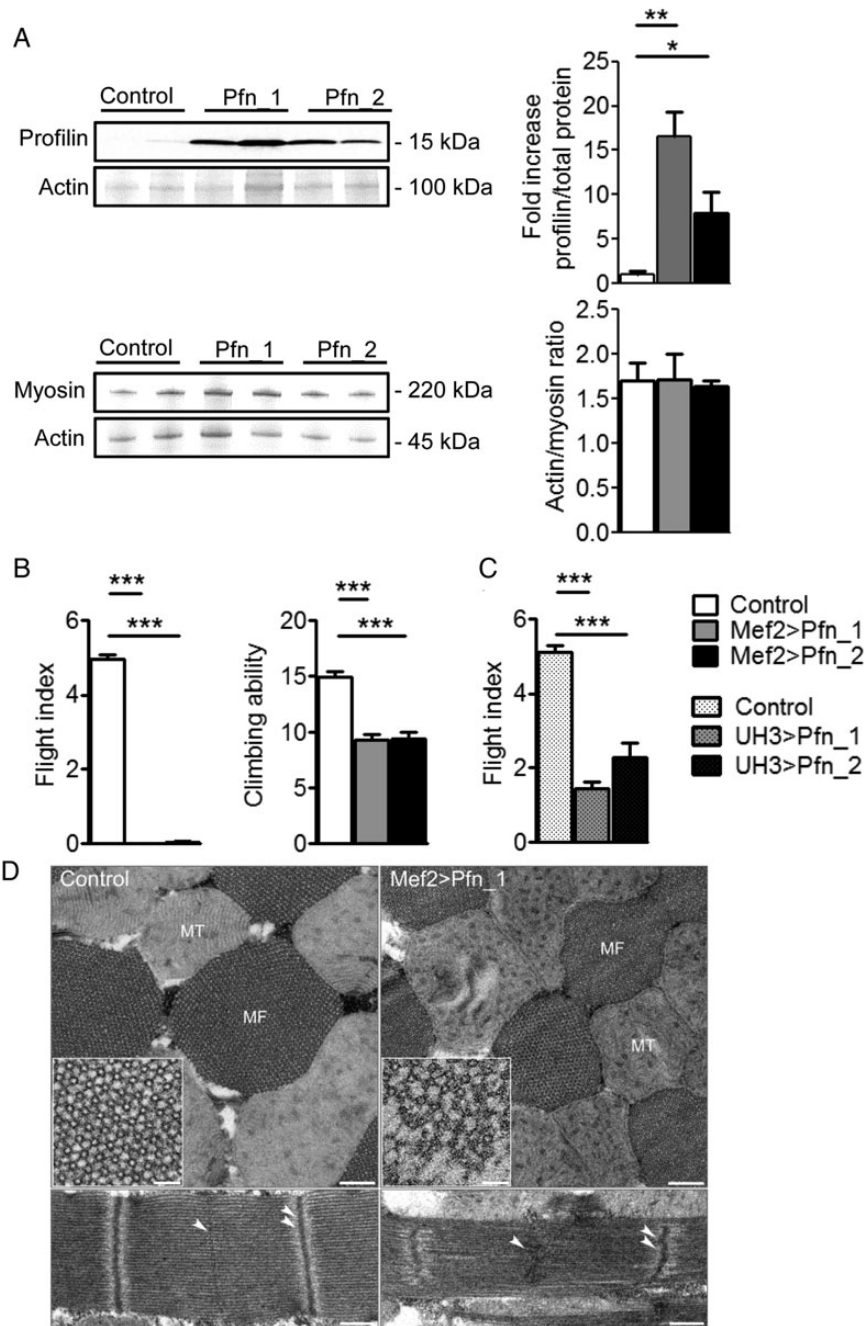 A
Control Pfn_1 Pfn_2
Profilin - 15 kDa
Actin - 100 kDa
**
*
Fold increase
profilin/total protein
25
20
15
10
5
0
Control Pfn_1 Pfn_2
Myosin - 220 kDa
Actin - 45 kDa
Actin/myosin ratio
2.5
2.0
1.5
1.0
0.5
0.0
B
***
***
Flight index
6
4
2
0
***
***
Climbing ability
20
15
10
5
0
C
***
***
Flight index
6
4
2
0
Control
Mef2>Pfn_1
Mef2>Pfn_2
Control
UH3>Pfn_1
UH3>Pfn_2
D
Control
MT
MF
Mef2>Pfn_1
MF
MT